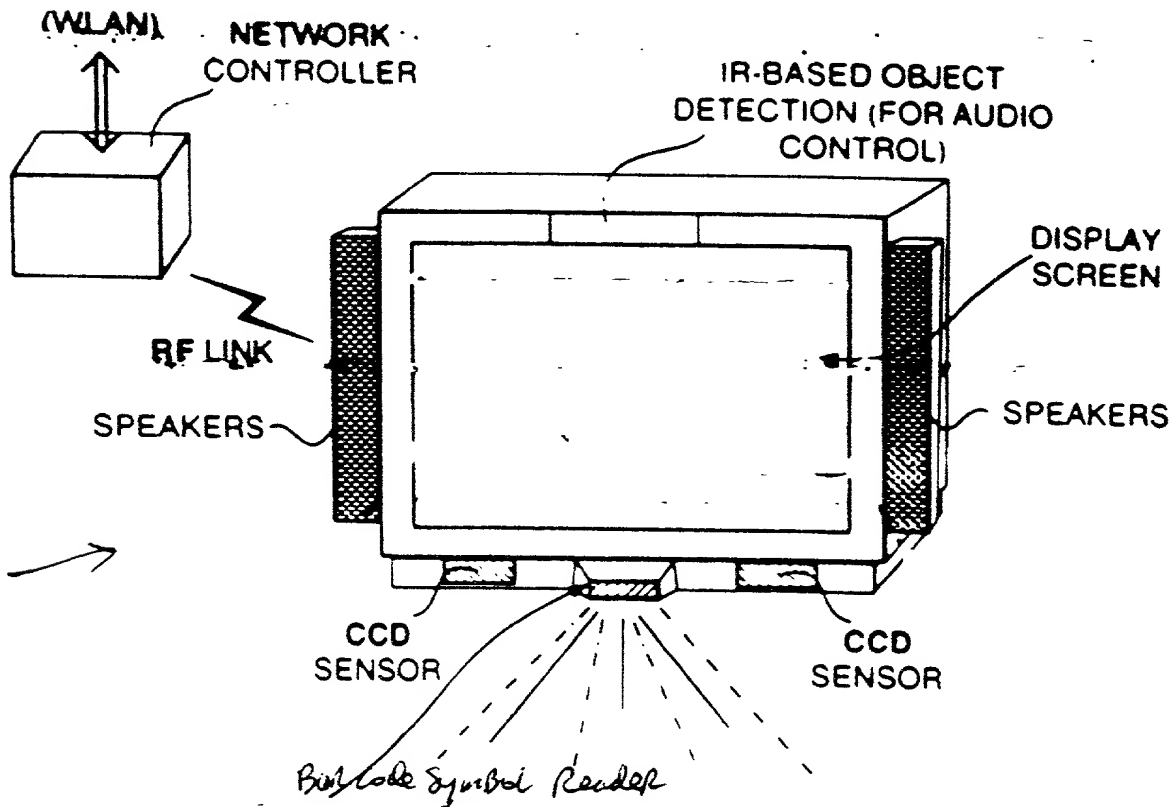 (WLAN)
NETWORK
CONTROLLER
IR-BASED OBJECT
DETECTION (FOR AUDIO
CONTROL)
DISPLAY
SCREEN
RF LINK
SPEAKERS
SPEAKERS
CCD
SENSOR
CCD
SENSOR
Bar Code Symbol Reader